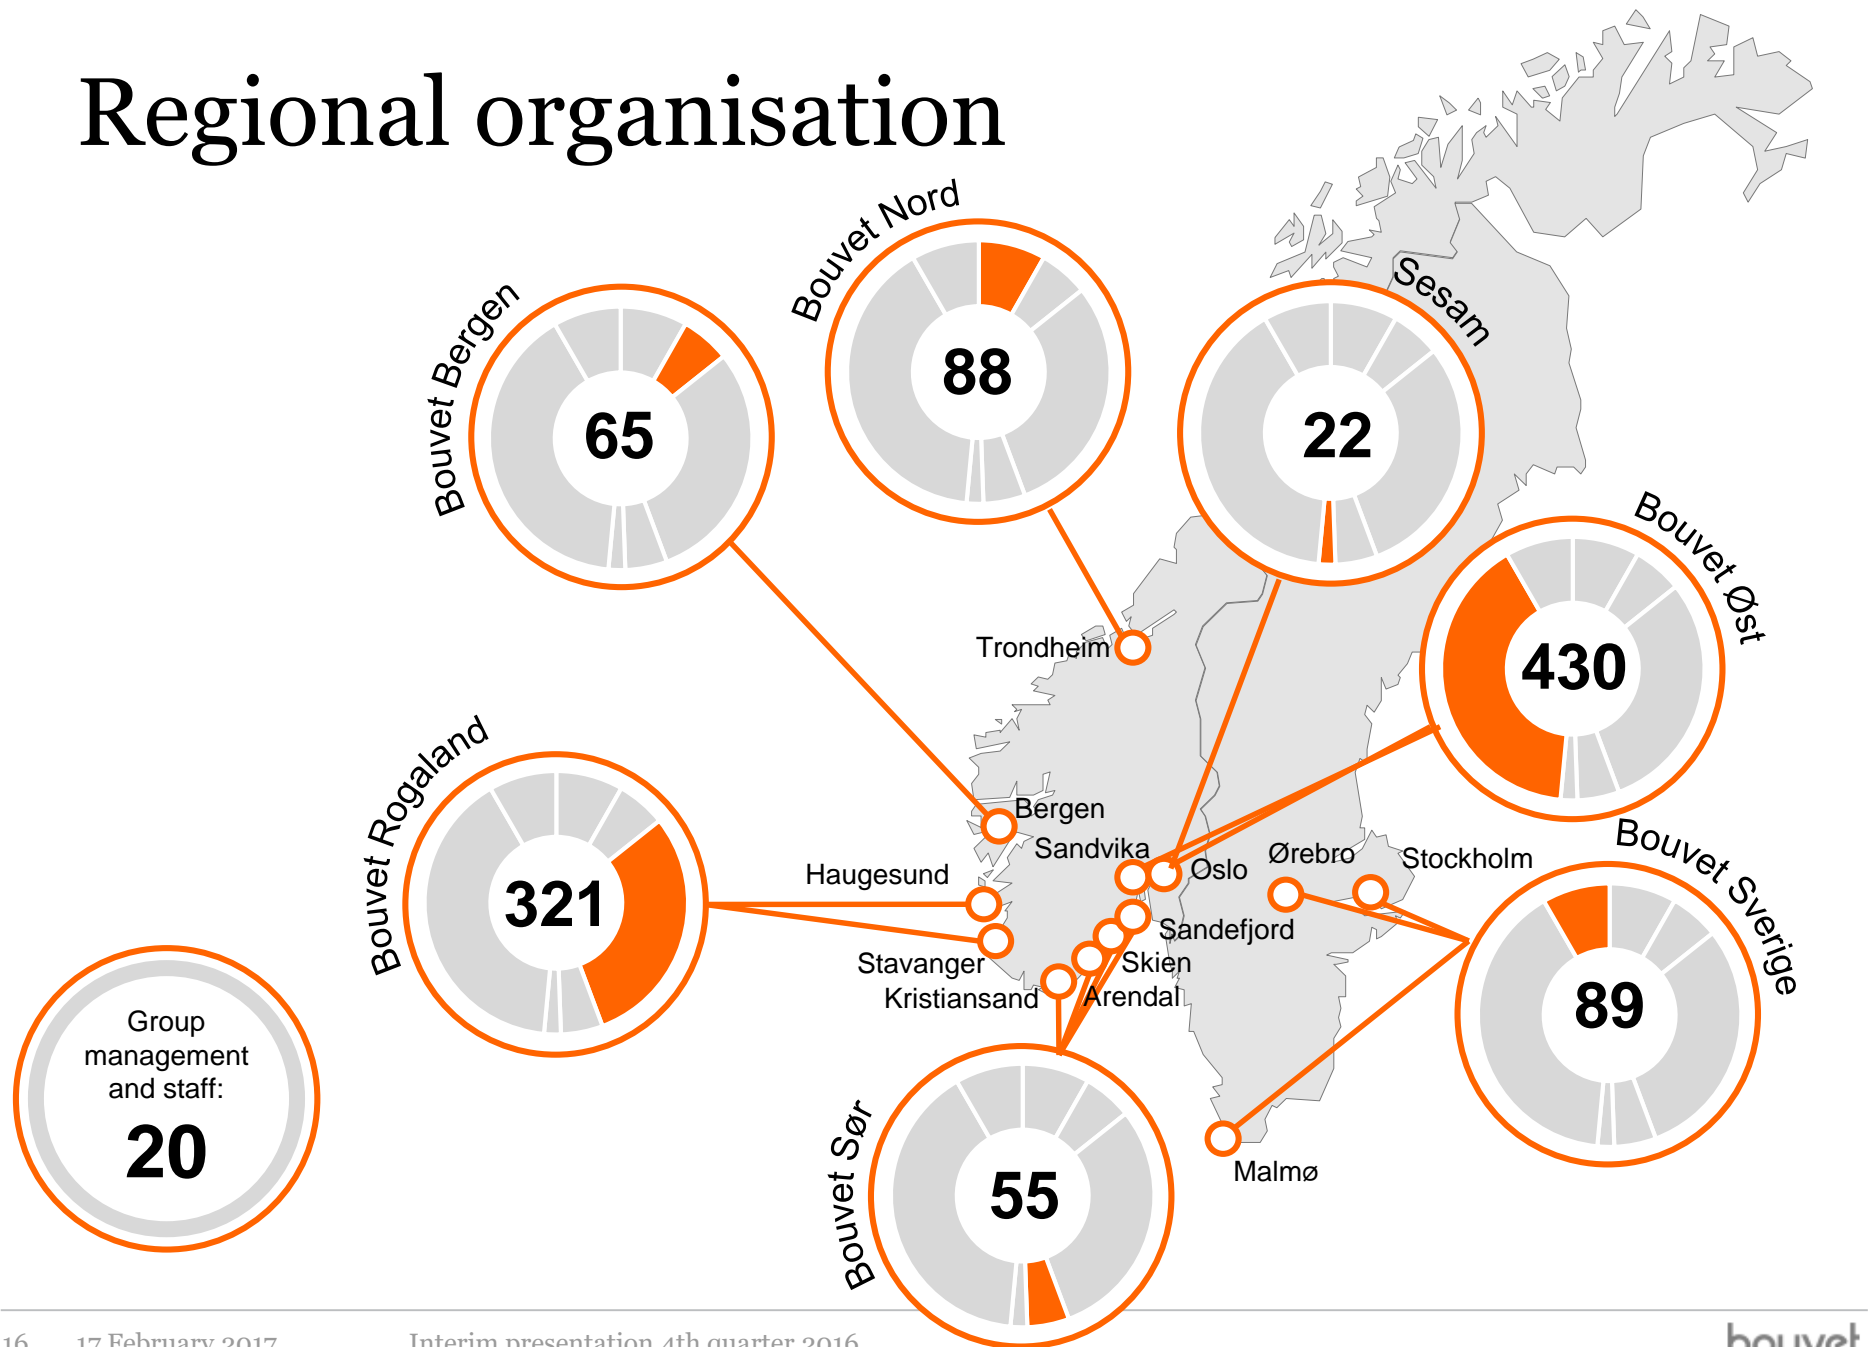 Regional organisation
Bouvet Nord
88
Bouvet Bergen
65
Sesam
22
Bouvet Øst
430
Trondheim
Bouvet Rogaland
321
Bergen
Sandvika
Haugesund
Oslo
Ørebro
Stockholm
Sandefjord
Stavanger
Skien
Kristiansand
Arendal
Bouvet Sverige
89
Group
management
and staff:
20
Bouvet Sør
55
Malmø
16 17 February 2017 Interim presentation 4th quarter 2016
bouvet